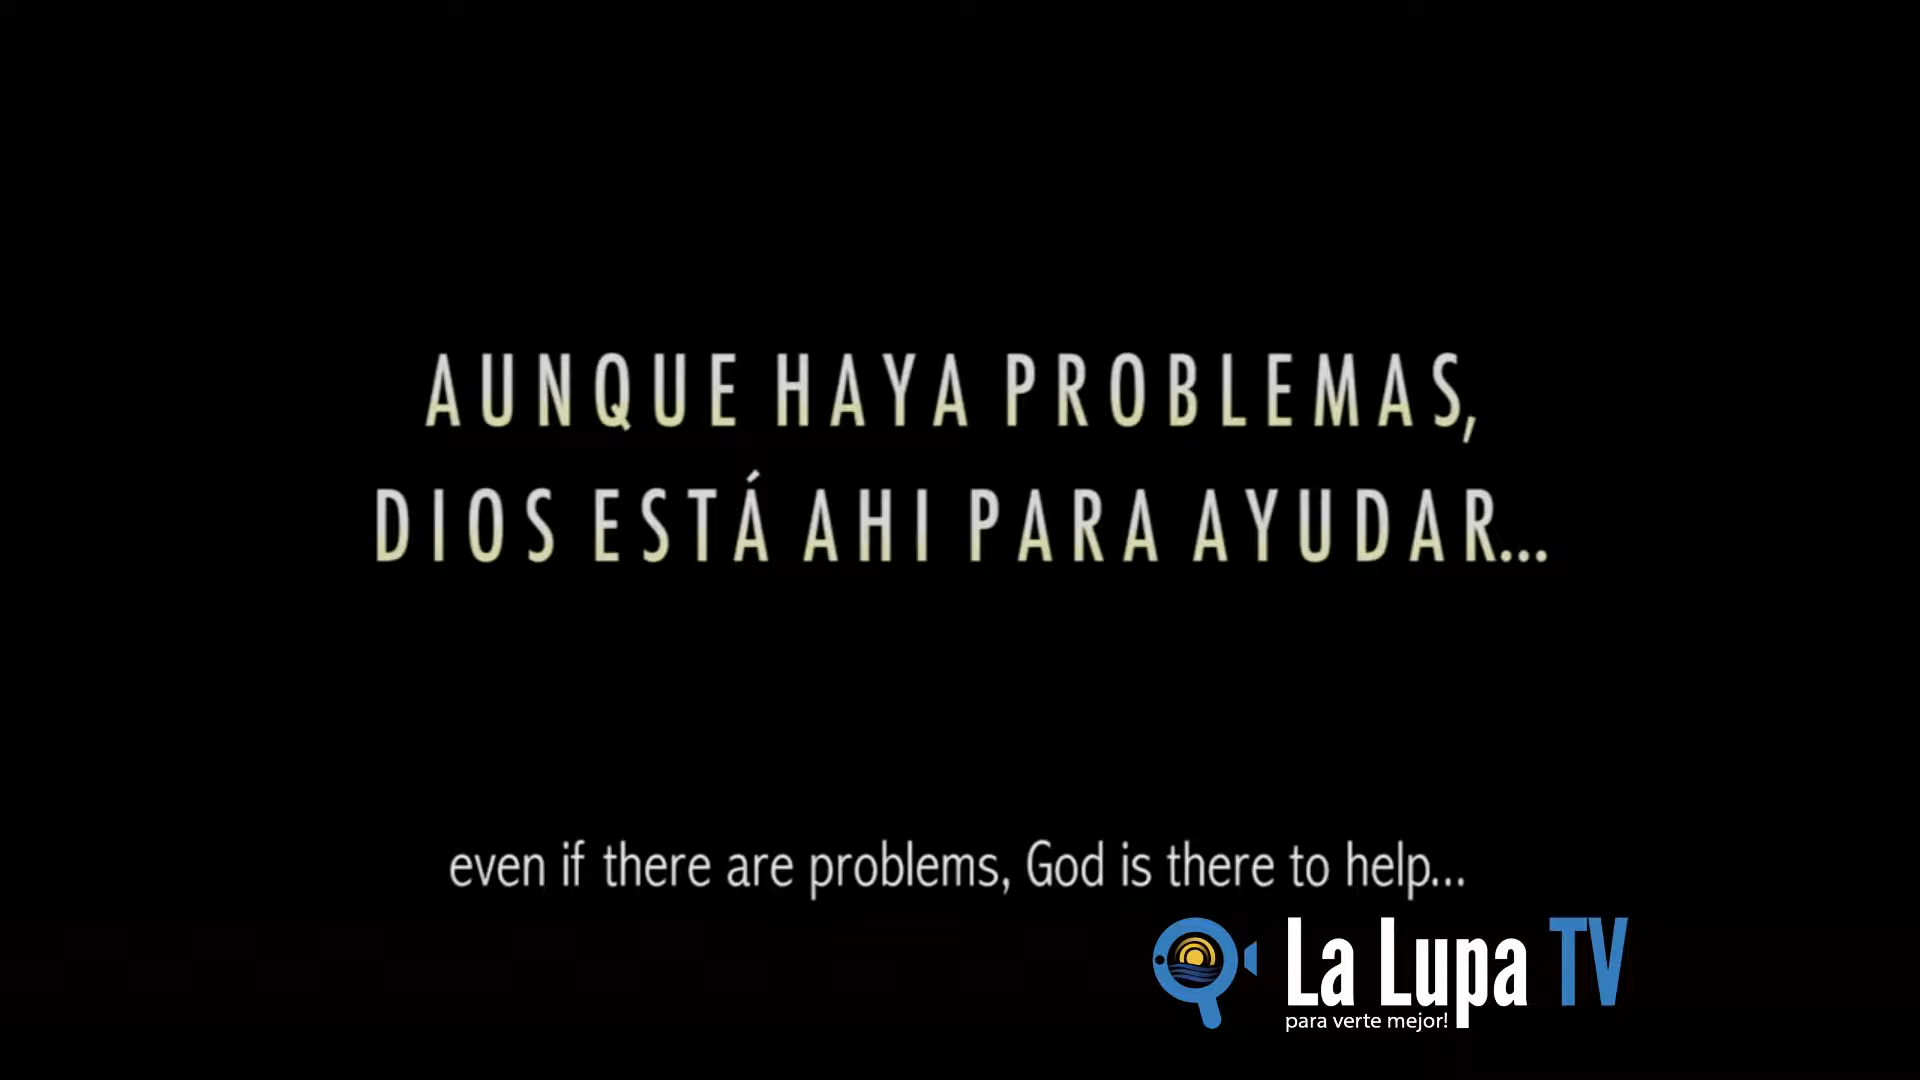 AUNQUE HAYA PROBLEMAS,
DIOS ESTÁ AHI PARA AYUDAR...
even if there are problems, God is there to help...
La Lupa TV
para verte mejor!